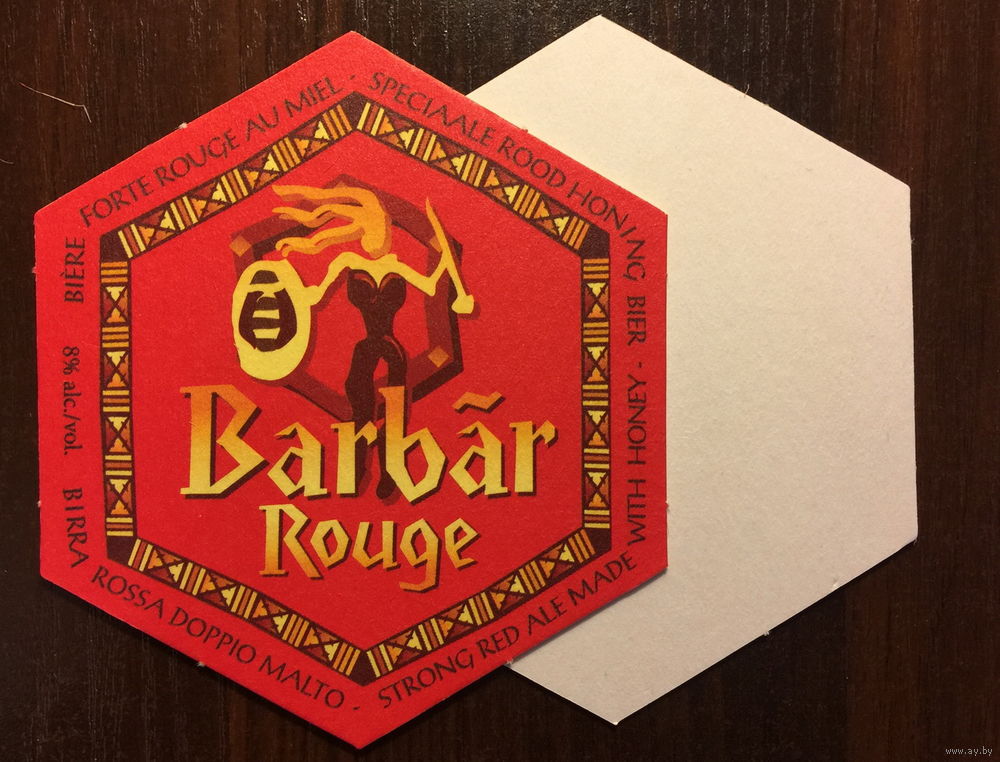 BIÈRE FORTE ROUGE AU MIEL -
SPECIAALE ROOD HONING BIER -
STRONG RED ALE MADE WITH HONEY
BIRRA ROSSA DOPPIO MALTO -
8% alc./vol.
Barbãr
Rouge
www.ay.by